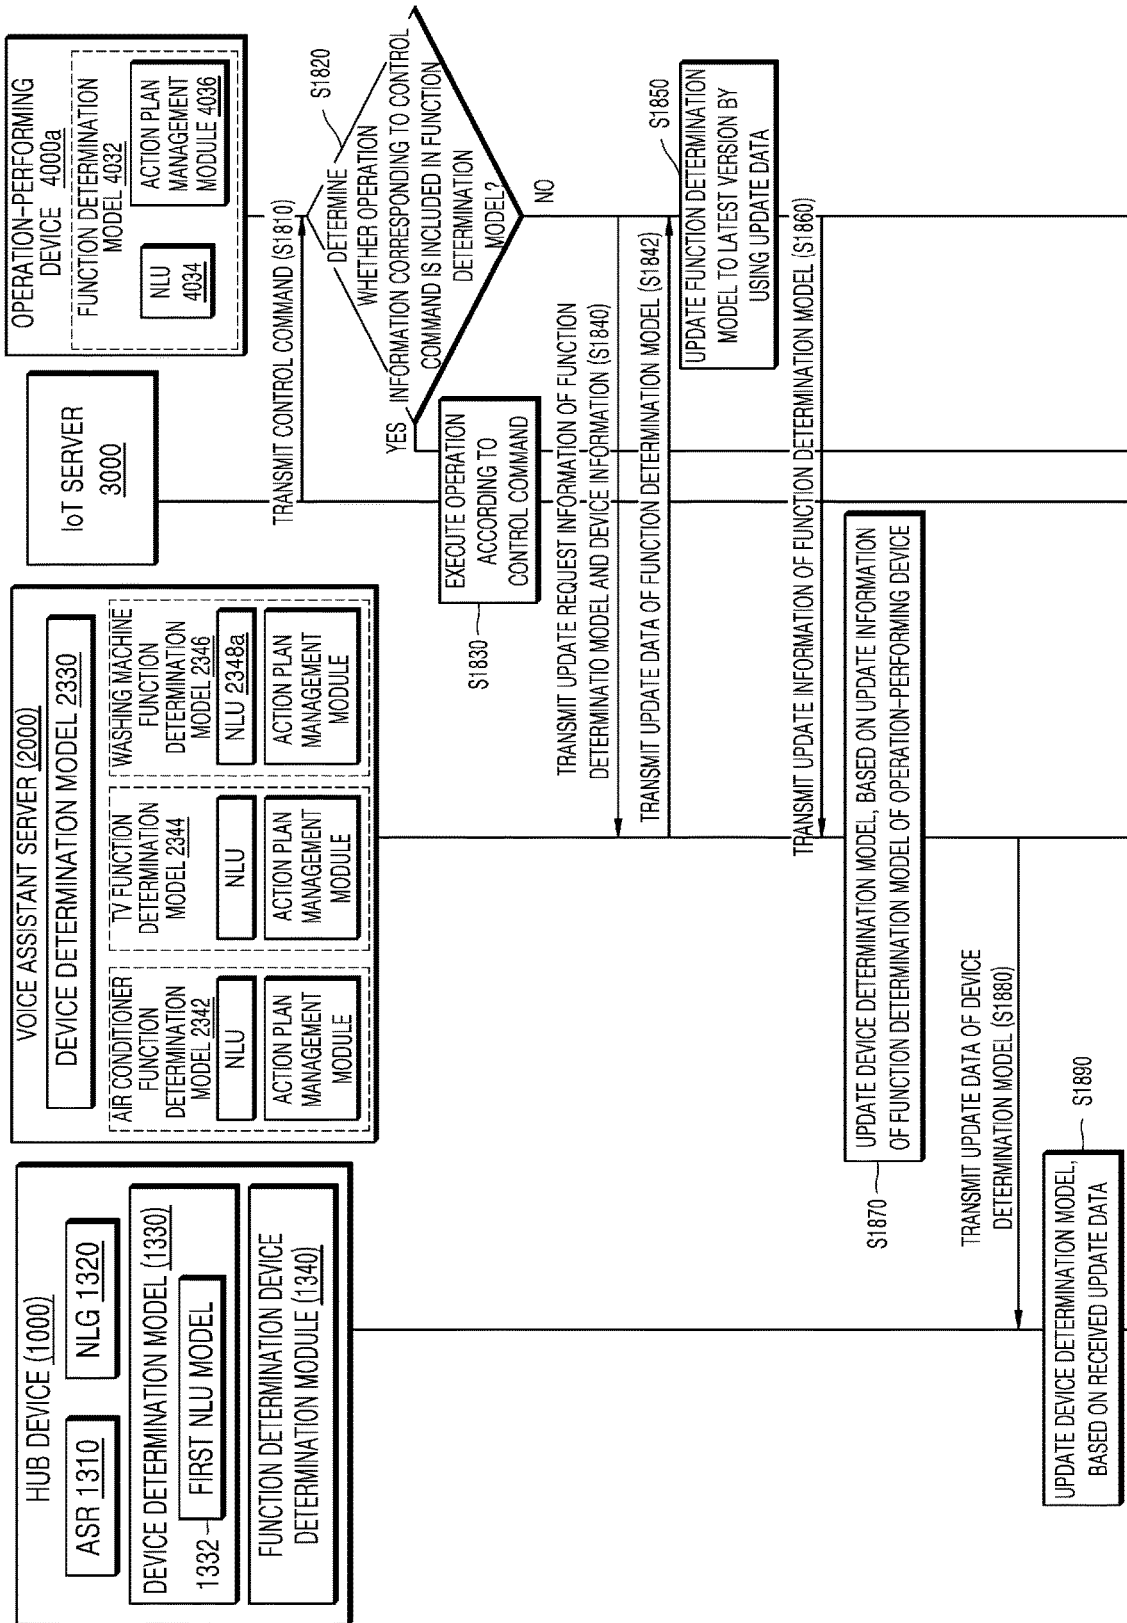 HUB DEVICE (1000)
ASR 1310
NLG 1320
DEVICE DETERMINATION MODEL (1330)
1332
FIRST NLU MODEL
FUNCTION DETERMINATION DEVICE
DETERMINATION MODULE (1340)
VOICE ASSISTANT SERVER (2000)
DEVICE DETERMINATION MODEL 2330
AIR CONDITIONER
FUNCTION
DETERMINATION
MODEL 2342
NLU
ACTION PLAN
MANAGEMENT
MODULE
TV FUNCTION
DETERMINATION
MODEL 2344
NLU
ACTION PLAN
MANAGEMENT
MODULE
WASHING MACHINE
FUNCTION
DETERMINATION
MODEL 2346
NLU 2348a
ACTION PLAN
MANAGEMENT
MODULE
IoT SERVER
3000
OPERATION-PERFORMING
DEVICE 4000a
FUNCTION DETERMINATION
MODEL 4032
NLU
4034
ACTION PLAN
MANAGEMENT
MODULE 4036
TRANSMIT CONTROL COMMAND (S1810)
S1820
DETERMINE
WHETHER OPERATION
INFORMATION CORRESPONDING TO CONTROL
COMMAND IS INCLUDED IN FUNCTION
DETERMINATION
MODEL?
YES
NO
S1830
EXECUTE OPERATION
ACCORDING TO
CONTROL COMMAND
TRANSMIT UPDATE REQUEST INFORMATION OF FUNCTION
DETERMINATIO MODEL AND DEVICE INFORMATION (S1840)
TRANSMIT UPDATE DATA OF FUNCTION DETERMINATION MODEL (S1842)
S1850
UPDATE FUNCTION DETERMINATION
MODEL TO LATEST VERSION BY
USING UPDATE DATA
TRANSMIT UPDATE INFORMATION OF FUNCTION DETERMINATION MODEL (S1860)
S1870
UPDATE DEVICE DETERMINATION MODEL, BASED ON UPDATE INFORMATION
OF FUNCTION DETERMINATION MODEL OF OPERATION-PERFORMING DEVICE
TRANSMIT UPDATE DATA OF DEVICE
DETERMINATION MODEL (S1880)
S1890
UPDATE DEVICE DETERMINATION MODEL,
BASED ON RECEIVED UPDATE DATA